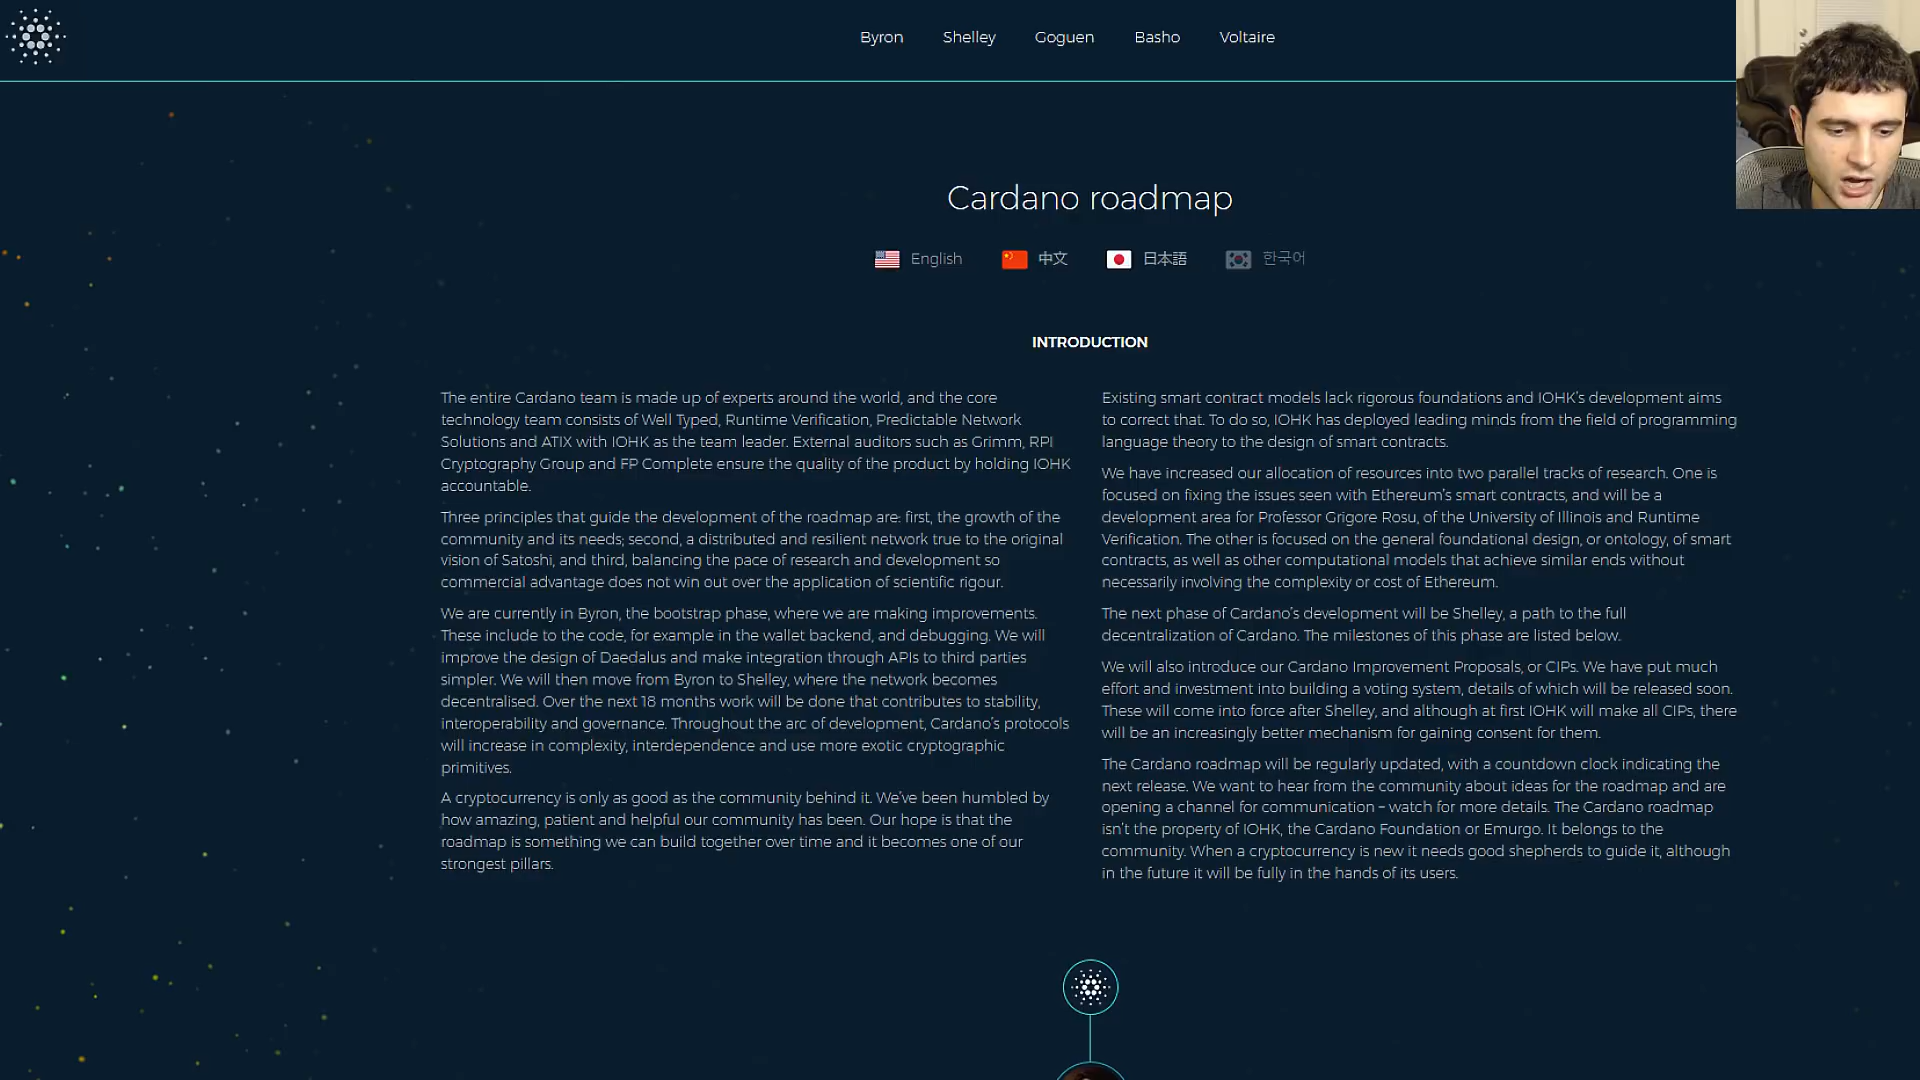 Byron Shelley Goguen Basho Voltaire
Cardano roadmap
English 中文 日本語 한국어
INTRODUCTION
The entire Cardano team is made up of experts around the world, and the core
technology team consists of Well Typed, Runtime Verification, Predictable Network
Solutions and ATIX with IOHK as the team leader. External auditors such as Grimm, RPI
Cryptography Group and FP Complete ensure the quality of the product by holding IOHK
accountable.
Three principles that guide the development of the roadmap are: first, the growth of the
community and its needs; second, a distributed and resilient network true to the original
vision of Satoshi, and third, balancing the pace of research and development so
commercial advantage does not win out over the application of scientific rigour.
We are currently in Byron, the bootstrap phase, where we are making improvements.
These include to the code, for example in the wallet backend, and debugging. We will
improve the design of Daedalus and make integration through APIs to third parties
simpler. We will then move from Byron to Shelley, where the network becomes
decentralised. Over the next 18 months work will be done that contributes to stability,
interoperability and governance. Throughout the arc of development, Cardano's protocols
will increase in complexity, interdependence and use more exotic cryptographic
primitives.
A cryptocurrency is only as good as the community behind it. We've been humbled by
how amazing, patient and helpful our community has been. Our hope is that the
roadmap is something we can build together over time and it becomes one of our
strongest pillars.
Existing smart contract models lack rigorous foundations and IOHK's development aims
to correct that. To do so, IOHK has deployed leading minds from the field of programming
language theory to the design of smart contracts.
We have increased our allocation of resources into two parallel tracks of research. One is
focused on fixing the issues seen with Ethereum's smart contracts, and will be a
development area for Professor Grigore Rosu, of the University of Illinois and Runtime
Verification. The other is focused on the general foundational design, or ontology, of smart
contracts, as well as other computational models that achieve similar ends without
necessarily involving the complexity or cost of Ethereum.
The next phase of Cardano's development will be Shelley, a path to the full
decentralization of Cardano. The milestones of this phase are listed below.
We will also introduce our Cardano Improvement Proposals, or CIPs. We have put much
effort and investment into building a voting system, details of which will be released soon.
These will come into force after Shelley, and although at first IOHK will make all CIPs, there
will be an increasingly better mechanism for gaining consent for them.
The Cardano roadmap will be regularly updated, with a countdown clock indicating the
next release. We want to hear from the community about ideas for the roadmap and are
opening a channel for communication – watch for more details. The Cardano roadmap
isn't the property of IOHK, the Cardano Foundation or Emurgo. It belongs to the
community. When a cryptocurrency is new it needs good shepherds to guide it, although
in the future it will be fully in the hands of its users.